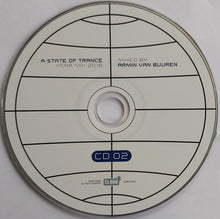 A STATE OF TRANCE
YEAR MIX 2016
MIXED BY
ARMIN VAN BUUREN
CD 02